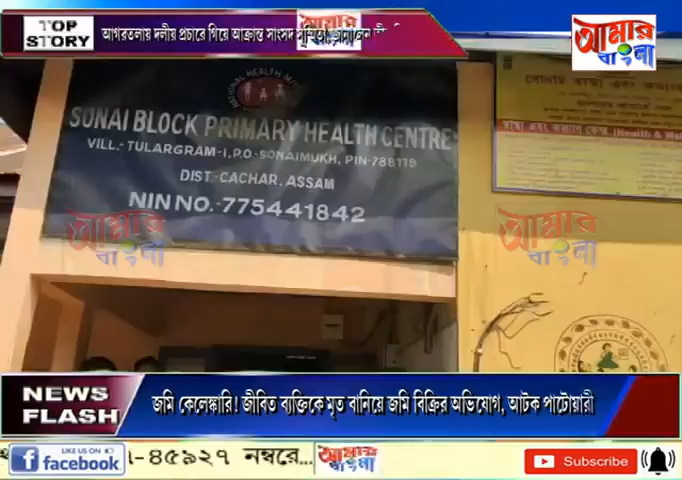 TOP STORY
আগরতলায় দলীয় প্রচারে গিয়ে আক্রান্ত সাংসদ
আমার বাংলা
NATIONAL HEALTH
SONAI BLOCK PRIMARY HEALTH CENTRE
VILL.- TULARGRAM-I, P.O-SONAIMUKH, PIN-788119
DIST-CACHAR, ASSAM
NIN NO.-775441842
স্বাস্থ্য এবং
(Health &
আমার বাংলা
আমার বাংলা
NEWS FLASH
জমি কেলেঙ্কারি! জীবিত ব্যক্তিকে মৃত বানিয়ে জমি বিক্রির অভিযোগ, আটক পাটোয়ারী
LIKE US ON
facebook
-৪৫৯২৭ নম্বরে...
আমার বাংলা
Subscribe